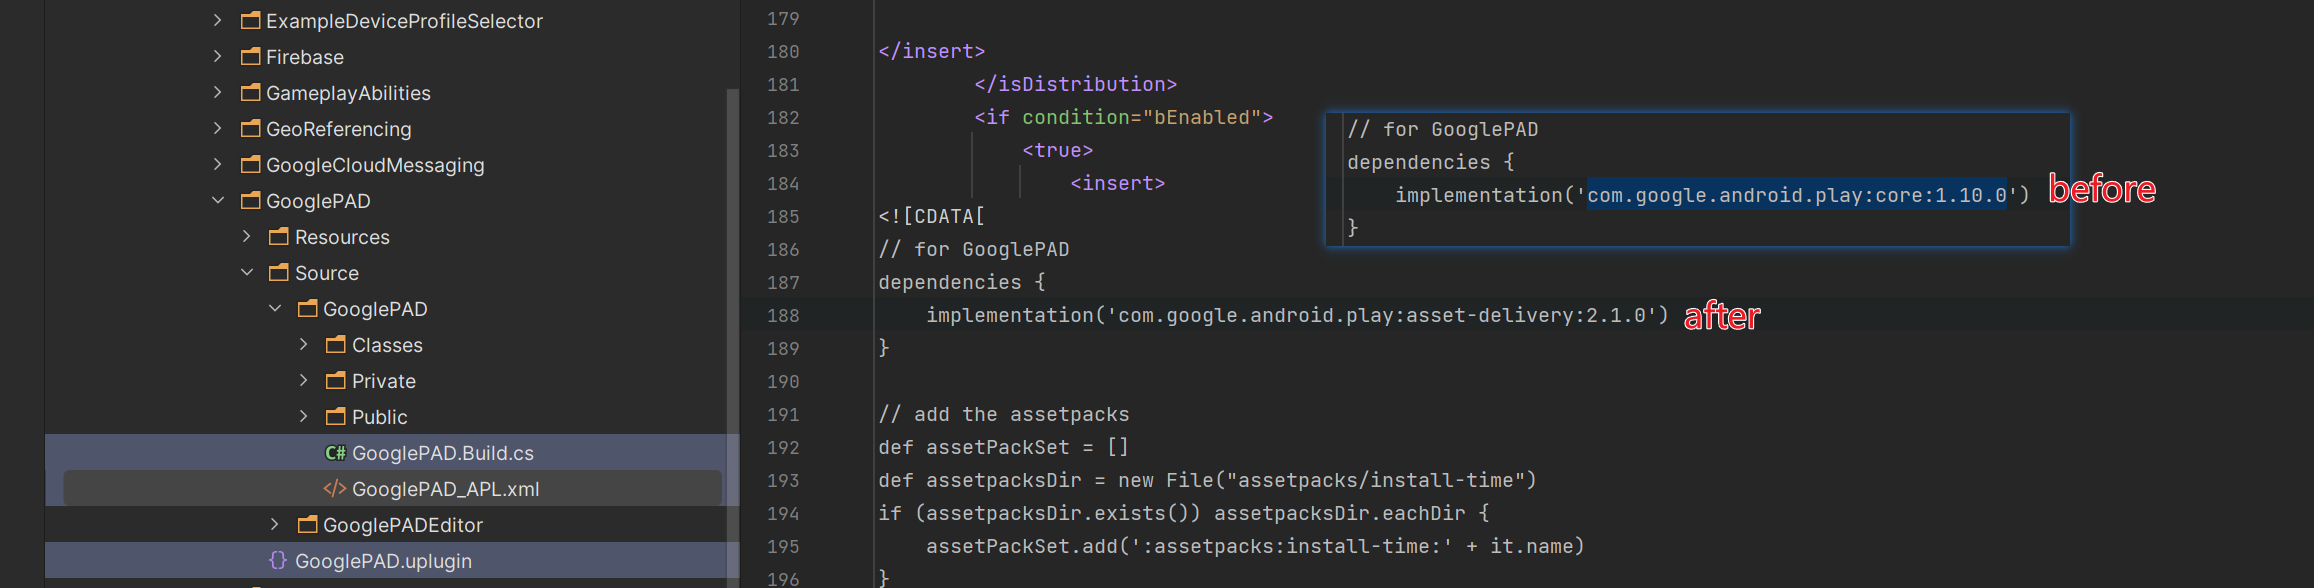 ExampleDeviceProfileSelector
Firebase
GameplayAbilities
GeoReferencing
GoogleCloudMessaging
GooglePAD
Resources
Source
GooglePAD
Classes
Private
Public
C# GooglePAD.Build.cs
</> GooglePAD_APL.xml
GooglePADEditor
{} GooglePAD.uplugin
179
180 </insert>
181 </isDistribution>
182 <if condition="bEnabled">
183 <true>
184 <insert>
185 <![CDATA[
186 // for GooglePAD
187 dependencies {
188 implementation('com.google.android.play:asset-delivery:2.1.0') after
189 }
190
191 // add the assetpacks
192 def assetPackSet = []
193 def assetpacksDir = new File("assetpacks/install-time")
194 if (assetpacksDir.exists()) assetpacksDir.eachDir {
195 assetPackSet.add(':assetpacks:install-time:' + it.name)
196 }
// for GooglePAD
dependencies {
implementation('com.google.android.play:core:1.10.0') before
}